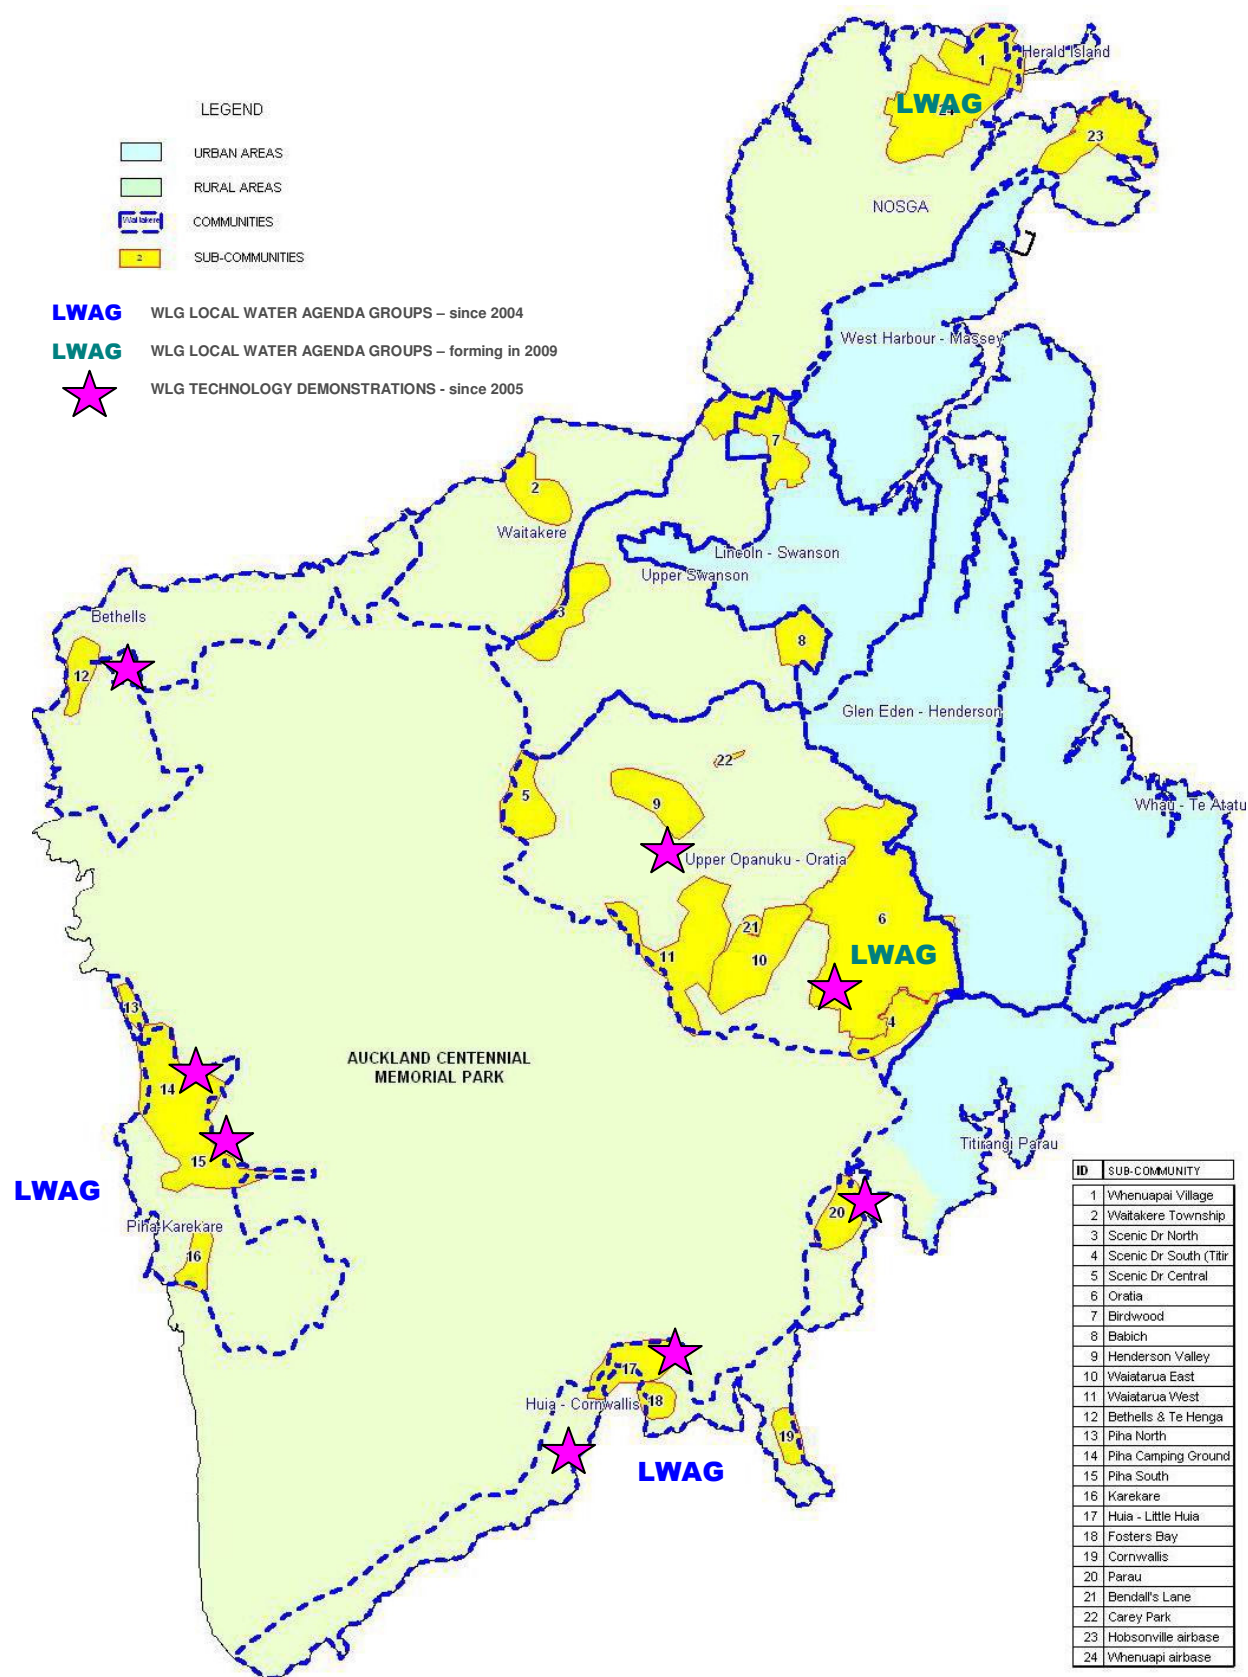 Herald Island
1
LEGEND
LWAG
24
23
URBAN AREAS
RURAL AREAS
NOSGA
Waitakere
COMMUNITIES
2
SUB-COMMUNITIES
LWAG WLG LOCAL WATER AGENDA GROUPS – since 2004
LWAG WLG LOCAL WATER AGENDA GROUPS – forming in 2009
WLG TECHNOLOGY DEMONSTRATIONS - since 2005
West Harbour - Massey
7
2
Waitakere
Lincoln - Swanson
Upper Swanson
3
Bethells
8
12
Glen Eden - Henderson
22
5
9
Whau - Te Atatu
Upper Opanuku - Oratia
6
21
11
10
LWAG
13
4
AUCKLAND CENTENNIAL
MEMORIAL PARK
14
Titirangi Parau
15
LWAG
20
Piha-Karekare
16
17
Huia - Cornwallis
18
19
LWAG
ID SUB-COMMUNITY
1 Whenuapai Village
2 Waitakere Township
3 Scenic Dr North
4 Scenic Dr South (Titir
5 Scenic Dr Central
6 Oratia
7 Birdwood
8 Babich
9 Henderson Valley
10 Waiatarua East
11 Waiatarua West
12 Bethells & Te Henga
13 Piha North
14 Piha Camping Ground
15 Piha South
16 Karekare
17 Huia - Little Huia
18 Fosters Bay
19 Cornwallis
20 Parau
21 Bendall's Lane
22 Carey Park
23 Hobsonville airbase
24 Whenuapi airbase